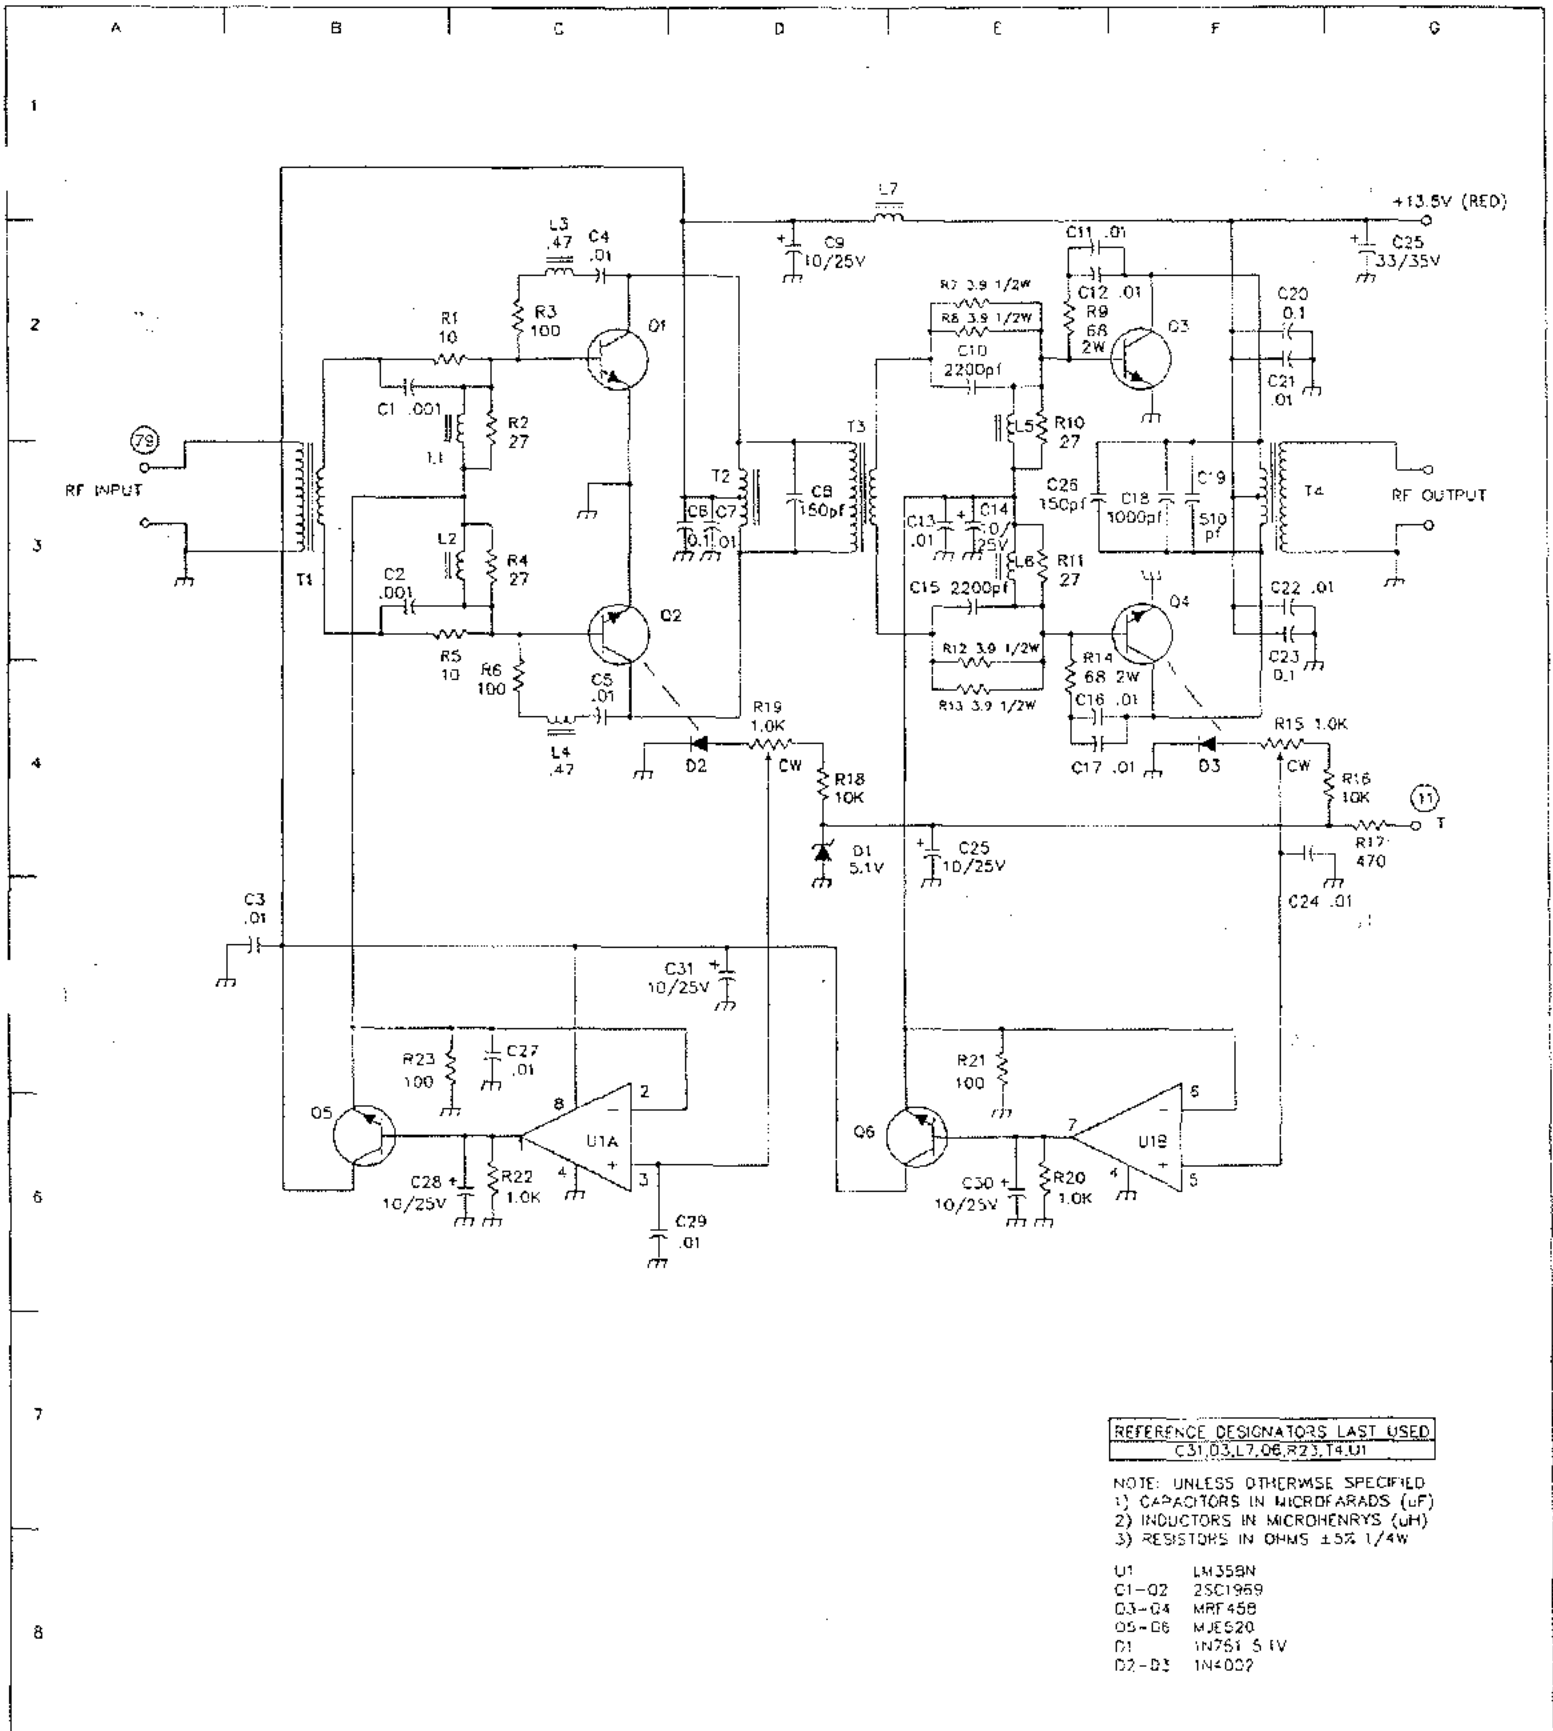 A B C D E F G
1
L7
+13.5V (RED)
L3
.47
C4
.01
C9
10/25V
C11 .01
C25
33/35V
R7 3.9 1/2W
C12 .01
C20
0.1
2
R1
10
R3
100
Q1
R8 3.9 1/2W
R9
68
2W
Q3
C10
2200pf
C21
.01
C1 .001
R2
27
L5
R10
27
79
L1
T3
RF INPUT
T2
C8
150pf
C26
150pf
C18
1000pf
C19
510
pf
T4
RF OUTPUT
C6
0.1
C7
.01
C13
.01
C14
10/
25V
3
L2
R4
27
L6
R11
27
T1
C2
.001
C15 2200pf
C22 .01
Q2
Q4
R5
10
R6
100
R12 3.9 1/2W
R14
68 2W
C23
0.1
C5
.01
R13 3.9 1/2W
C16 .01
R19
1.0K
R15 1.0K
4
L4
.47
D2
CW
R18
10K
C17 .01
D3
CW
R16
10K
11
T
D1
5.1V
C25
10/25V
R17
470
C3
.01
C24 .01
C31
10/25V
R23
100
C27
.01
R21
100
Q5
8
2
U1A
4
3
Q6
7
6
U1B
4
5
6
C28
10/25V
R22
1.0K
C30
10/25V
R20
1.0K
C29
.01
7
REFERENCE DESIGNATORS LAST USED
C31,D3,L7,Q6,R23,T4,U1
NOTE: UNLESS OTHERWISE SPECIFIED
1) CAPACITORS IN MICROFARADS (uF)
2) INDUCTORS IN MICROHENRYS (uH)
3) RESISTORS IN OHMS ±5% 1/4W
U1 LM358N
Q1-Q2 2SC1969
Q3-Q4 MRF458
Q5-Q6 MJE520
D1 1N751 5.1V
D2-D3 1N4002
8